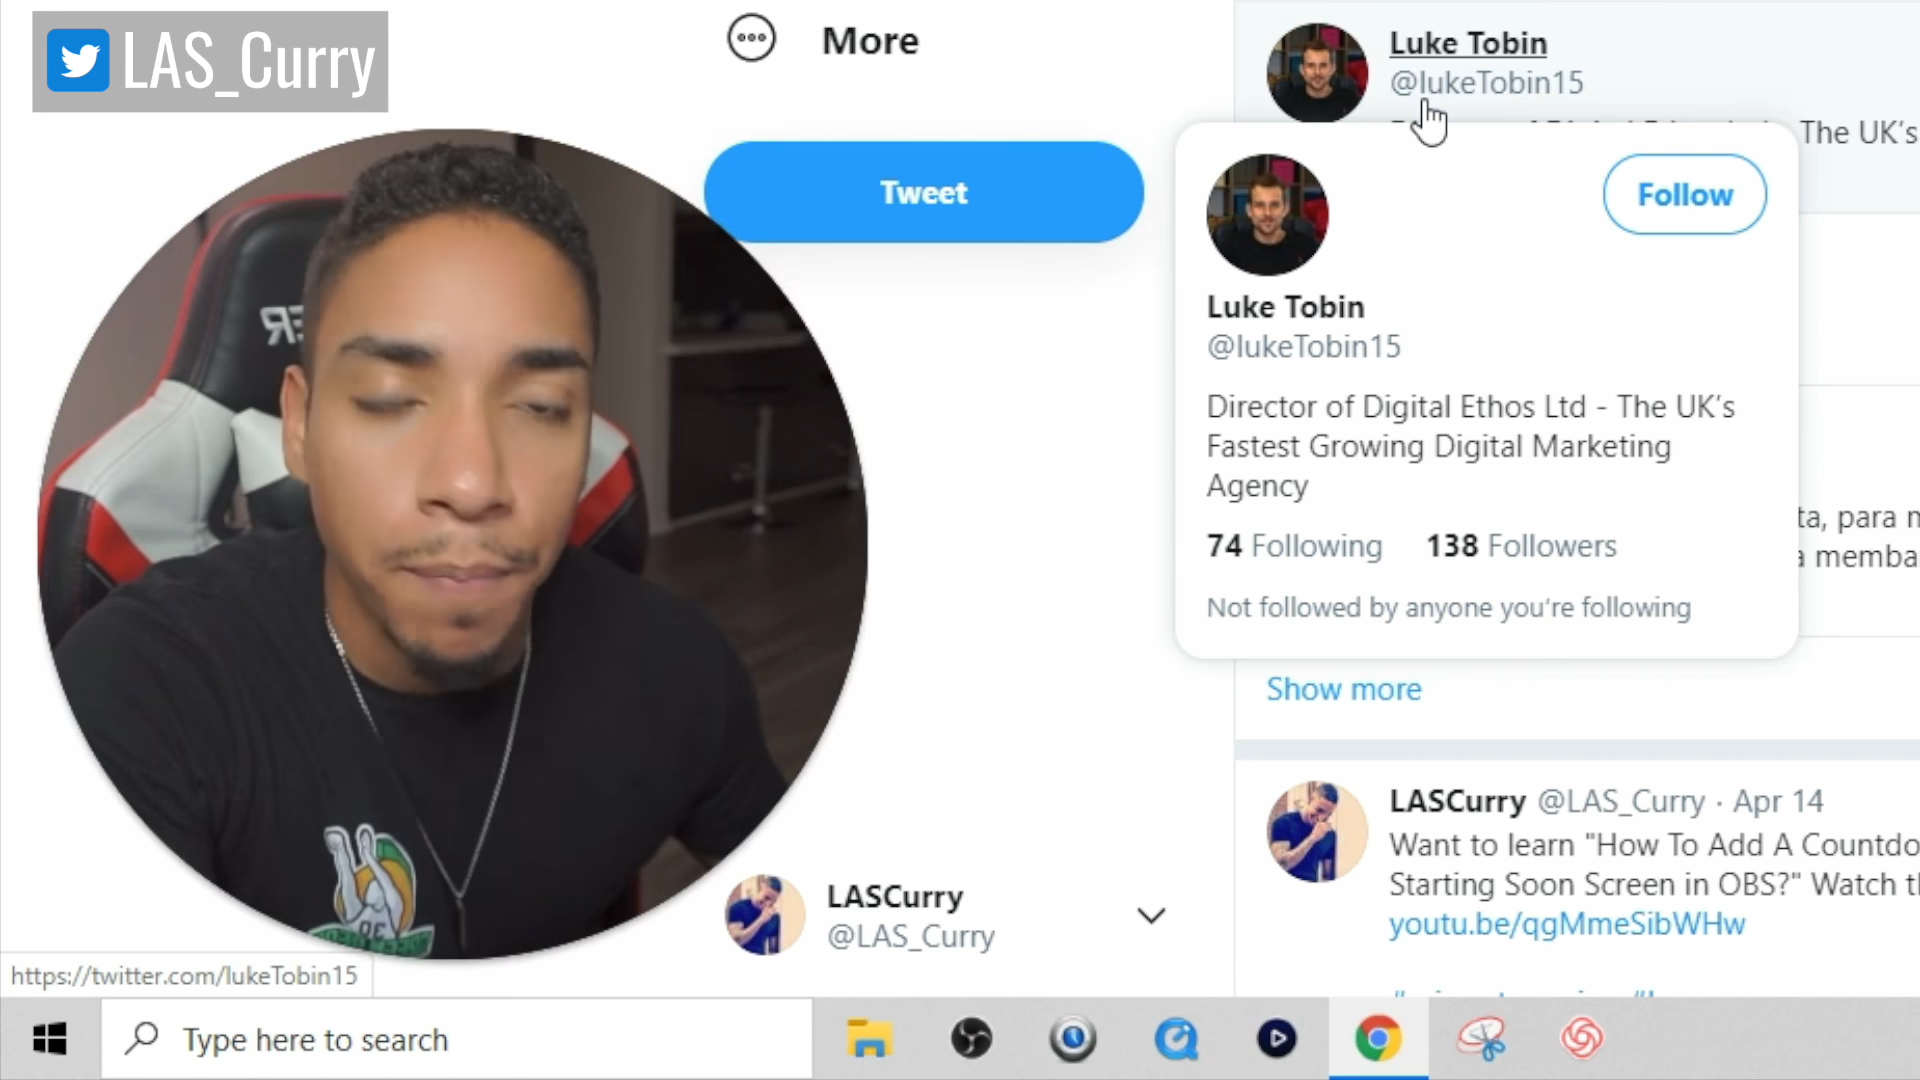 LAS_Curry
More
Tweet
Luke Tobin
@lukeTobin15
The UK's
Follow
Luke Tobin
@lukeTobin15
Director of Digital Ethos Ltd - The UK's
Fastest Growing Digital Marketing
Agency
74 Following 138 Followers
Not followed by anyone you're following
ta, para
memba
Show more
LASCurry @LAS_Curry · Apr 14
Want to learn "How To Add A Countdo
Starting Soon Screen in OBS?" Watch
youtu.be/qgMmeSibWHw
LASCurry
@LAS_Curry
https://twitter.com/lukeTobin15
Type here to search